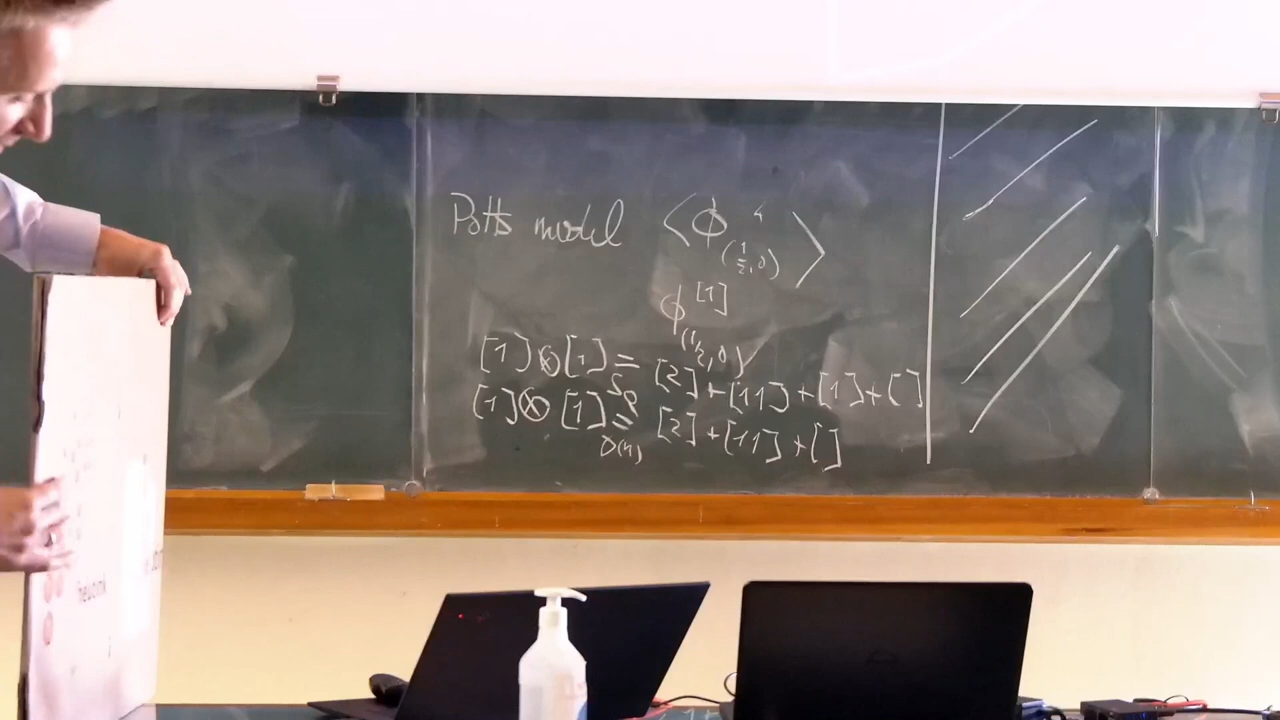 Potts model ⟨ϕ⁴₍½,₀₎⟩
ϕ^[1]_(1/2,0)
[1]⊗[1] =_{S_Q} [2]+[11]+[1]+[]
[1]⊗[1] =_{O(n)} [2]+[11]+[]